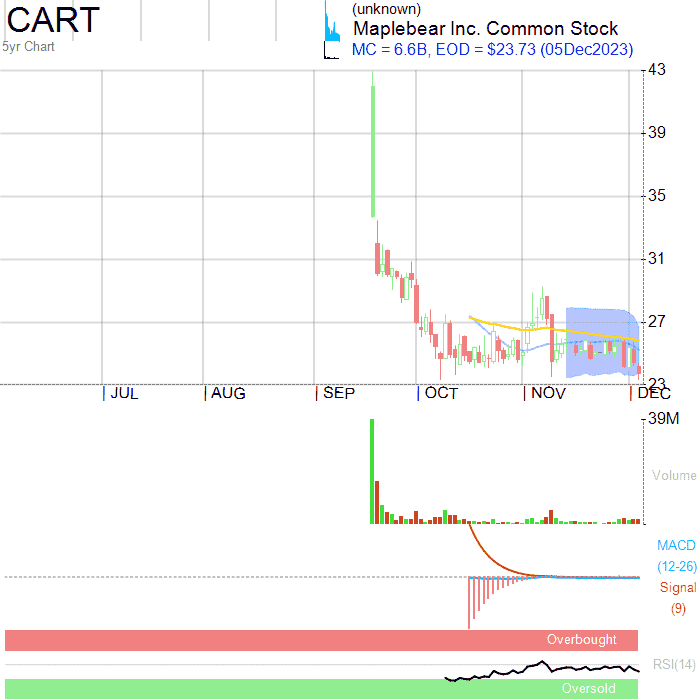 CART
(unknown)
Maplebear Inc. Common Stock
5yr Chart
MC = 6.6B, EOD = $23.73 (05Dec2023)
43
39
35
31
27
23
JUL AUG SEP OCT NOV DEC
39M
Volume
MACD
(12-26)
Signal
(9)
Overbought
RSI(14)
Oversold